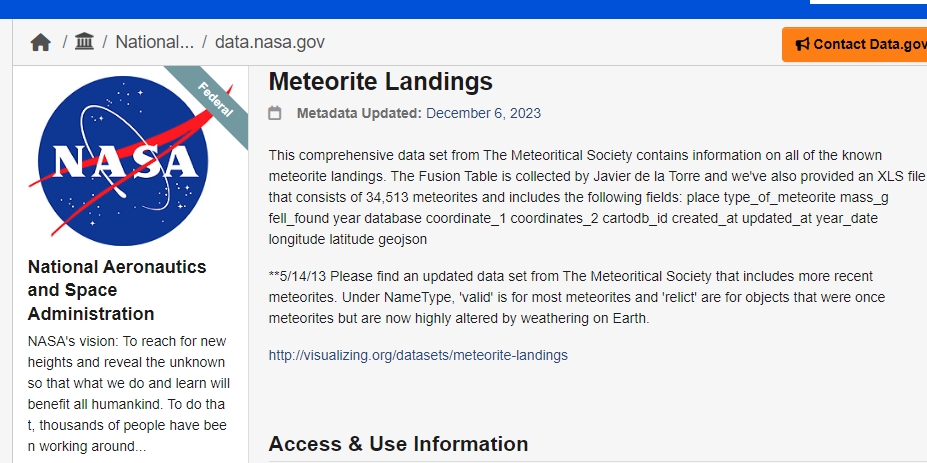 National... / data.nasa.gov
Contact Data.gov
Federal
NASA
Meteorite Landings
Metadata Updated: December 6, 2023
This comprehensive data set from The Meteoritical Society contains information on all of the known
meteorite landings. The Fusion Table is collected by Javier de la Torre and we've also provided an XLS file
that consists of 34,513 meteorites and includes the following fields: place type_of_meteorite mass_g
fell_found year database coordinate_1 coordinates_2 cartodb_id created_at updated_at year_date
longitude latitude geojson
**5/14/13 Please find an updated data set from The Meteoritical Society that includes more recent
meteorites. Under NameType, 'valid' is for most meteorites and 'relict' are for objects that were once
meteorites but are now highly altered by weathering on Earth.
http://visualizing.org/datasets/meteorite-landings
Access & Use Information
National Aeronautics
and Space
Administration
NASA's vision: To reach for new
heights and reveal the unknown
so that what we do and learn will
benefit all humankind. To do tha
t, thousands of people have bee
n working around...